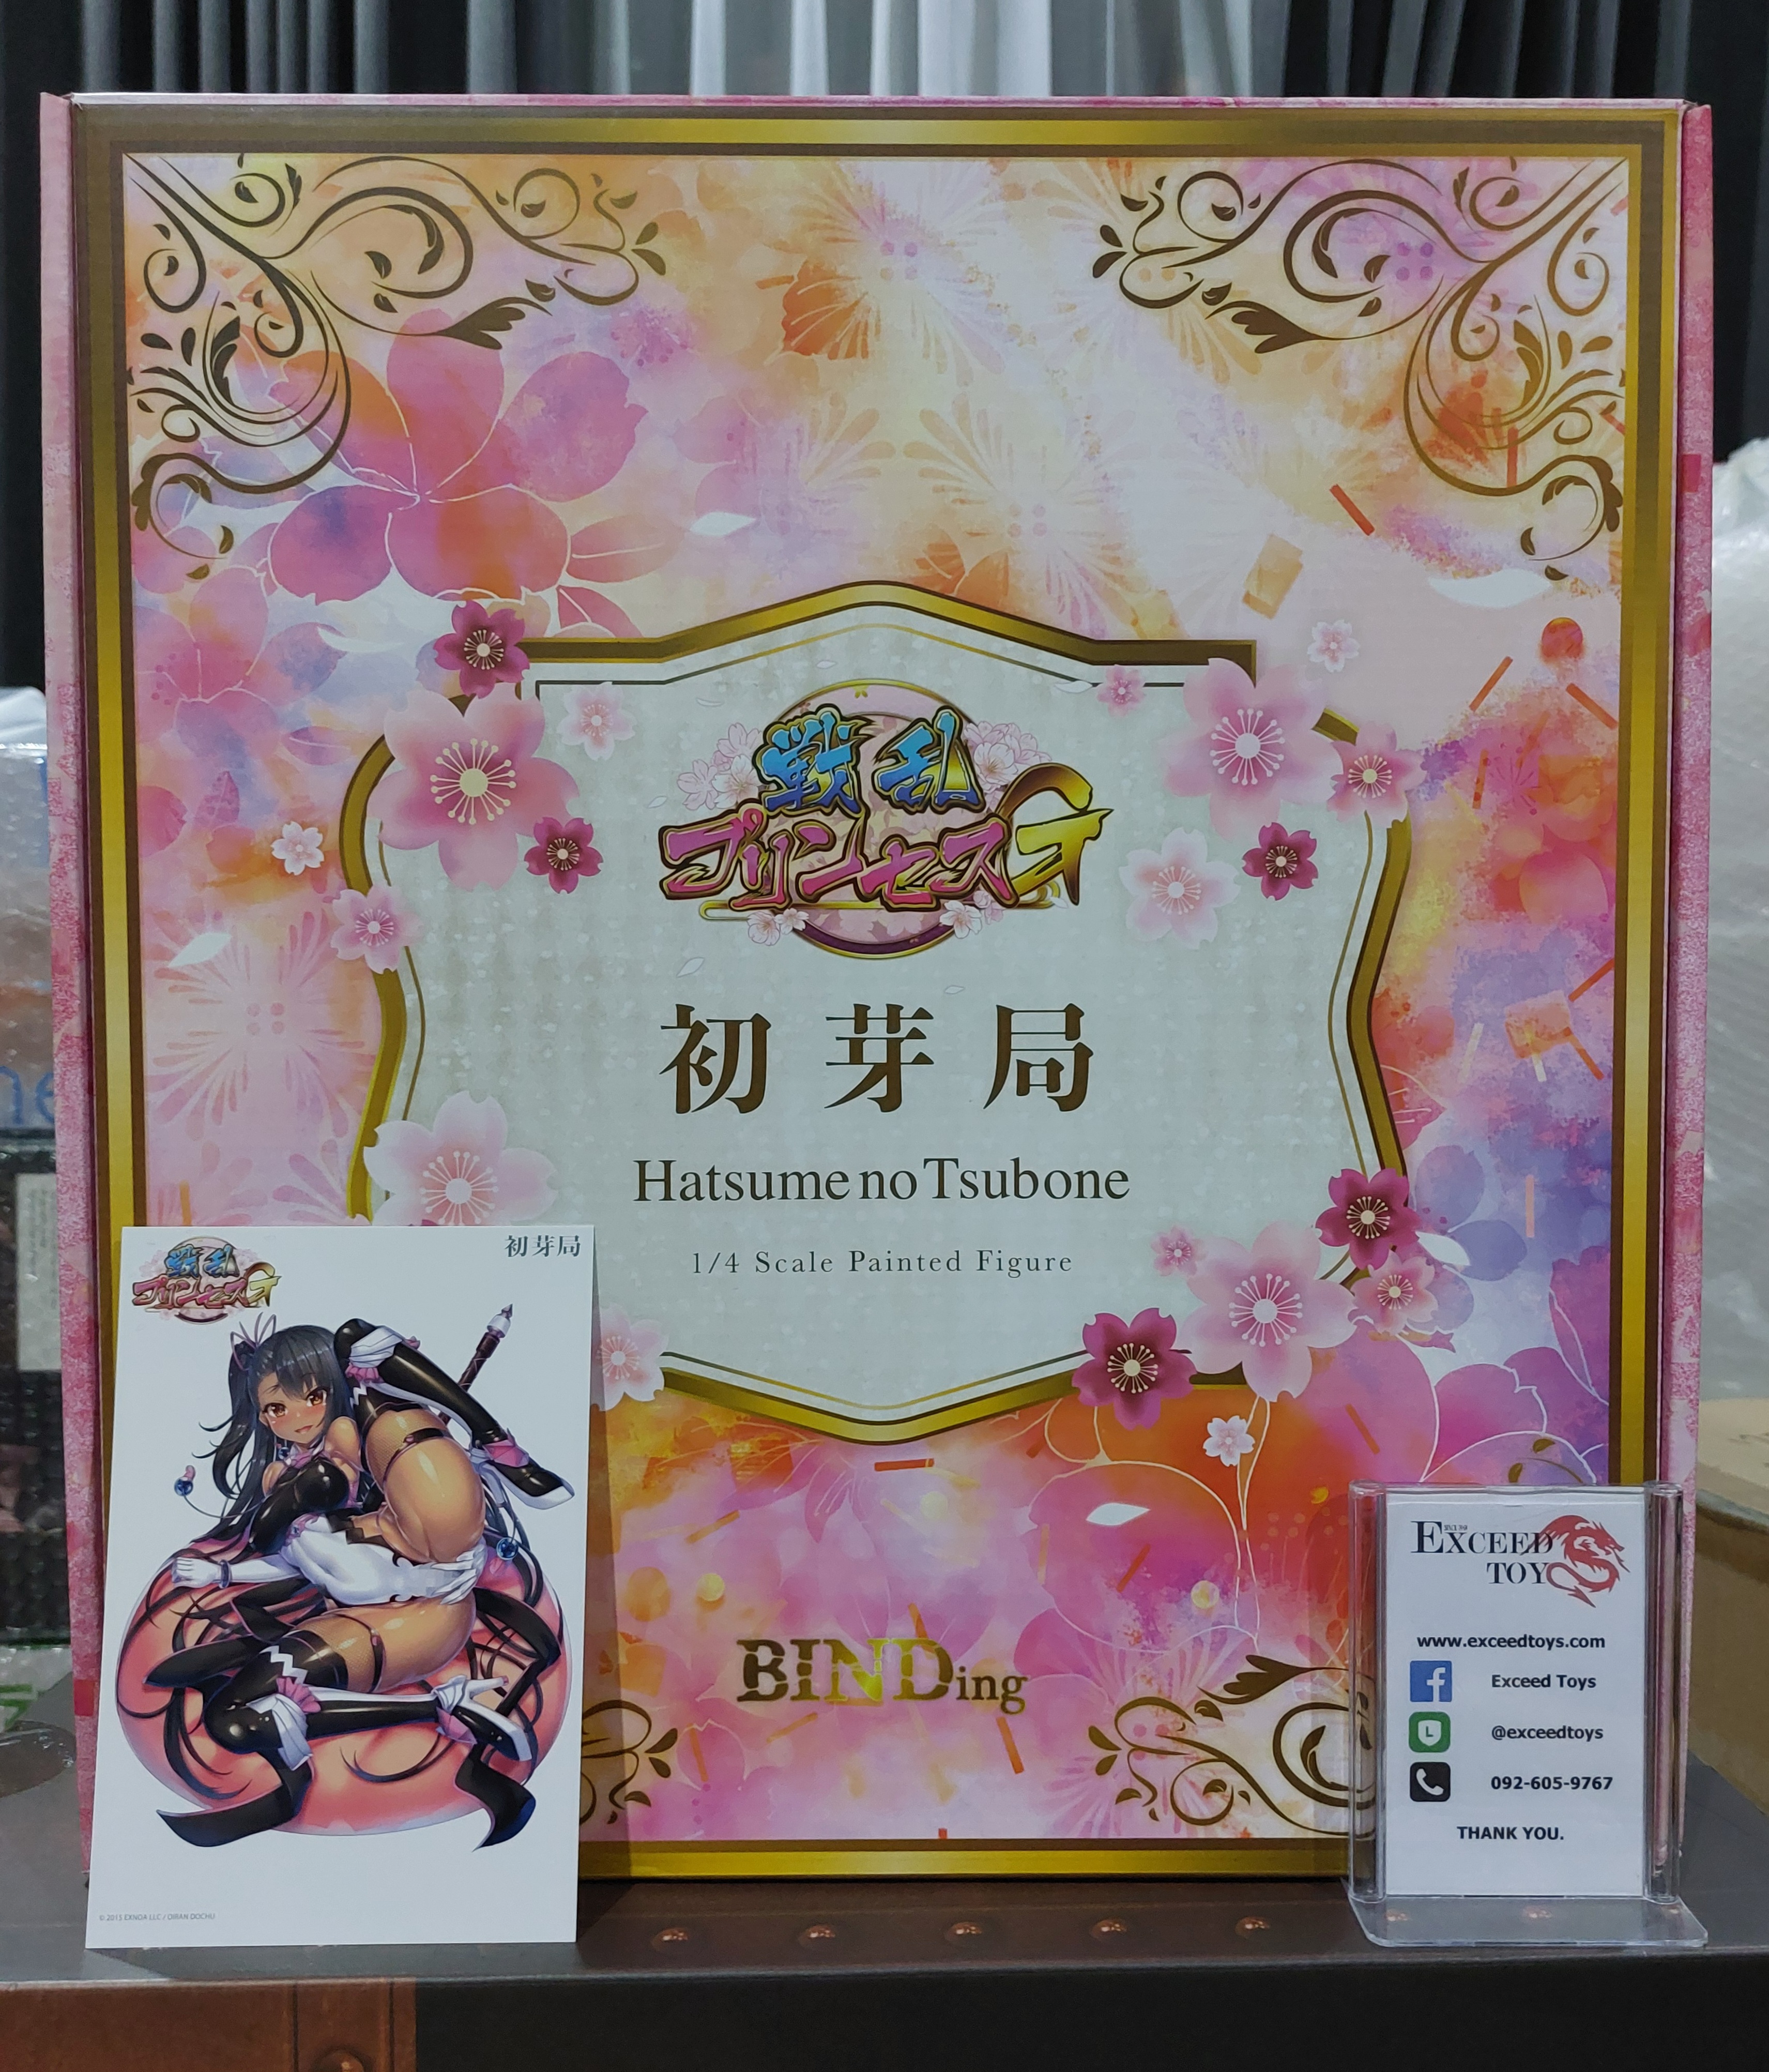 戦乱
プリンセスG
初芽局
Hatsume no Tsubone
1/4 Scale Painted Figure
BINDing
戦乱
プリンセスG
初芽局
© 2015 EXNOA LLC / DIRAN DOCHU
EXCEED
TOY
www.exceedtoys.com
Exceed Toys
L
@exceedtoys
092-605-9767
THANK YOU.